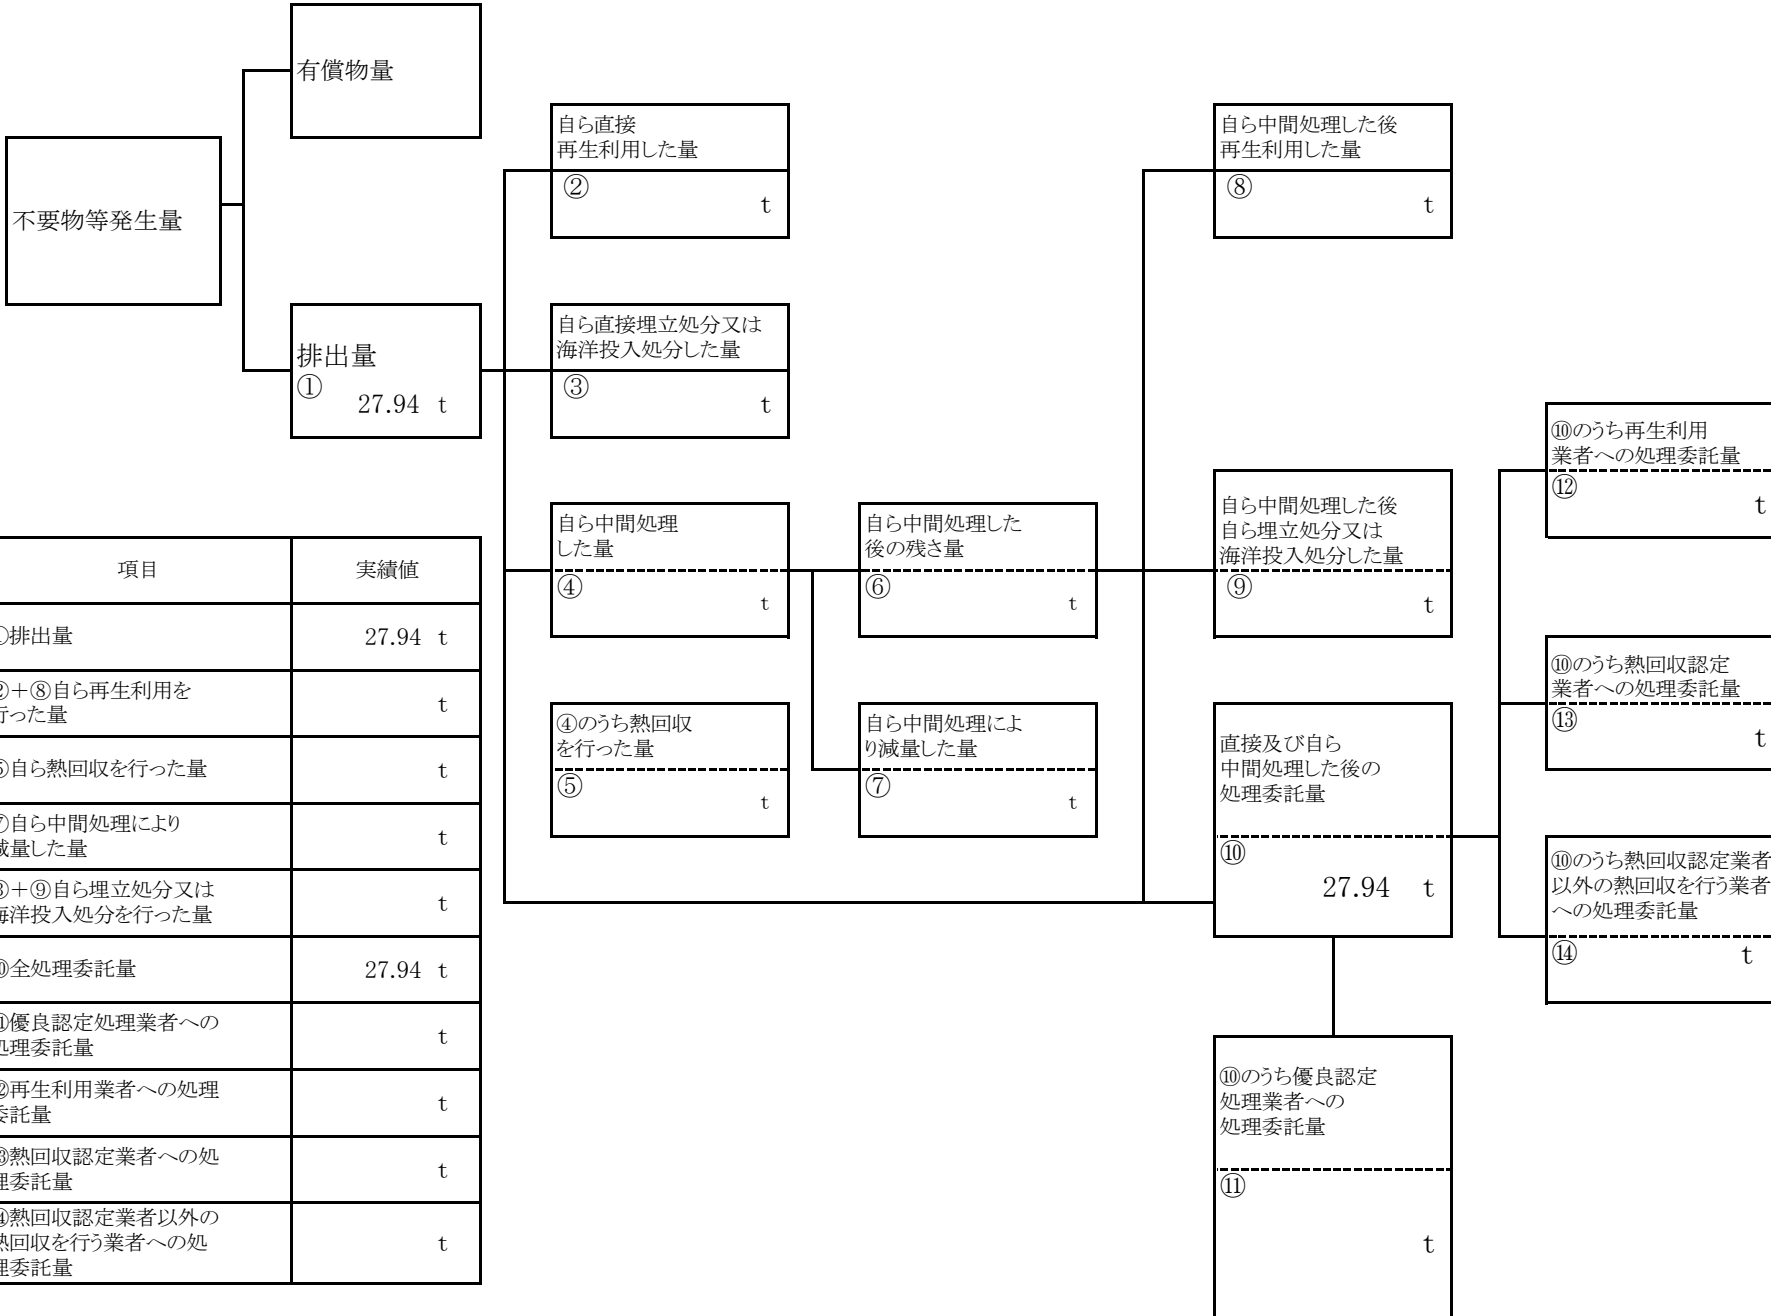 有償物量
不要物等発生量
排出量
①
27.94 t
自ら直接
再生利用した量
②
t
自ら直接埋立処分又は
海洋投入処分した量
③
t
自ら中間処理
した量
④
t
④のうち熱回収
を行った量
⑤
t
自ら中間処理した
後の残さ量
⑥
t
自ら中間処理によ
り減量した量
⑦
t
自ら中間処理した後
再生利用した量
⑧
t
自ら中間処理した後
自ら埋立処分又は
海洋投入処分した量
⑨
t
直接及び自ら
中間処理した後の
処理委託量
⑩
27.94 t
⑩のうち優良認定
処理業者への
処理委託量
⑪
t
⑩のうち再生利用
業者への処理委託量
⑫
t
⑩のうち熱回収認定
業者への処理委託量
⑬
t
⑩のうち熱回収認定業者
以外の熱回収を行う業者
への処理委託量
⑭
t
項目 実績値
①排出量 27.94 t
②+⑧自ら再生利用を
行った量
t
⑤自ら熱回収を行った量 t
⑦自ら中間処理により
減量した量
t
③+⑨自ら埋立処分又は
海洋投入処分を行った量
t
⑩全処理委託量 27.94 t
⑪優良認定処理業者への
処理委託量
t
⑫再生利用業者への処理
委託量
t
⑬熱回収認定業者への処
理委託量
t
⑭熱回収認定業者以外の
熱回収を行う業者への処
理委託量
t